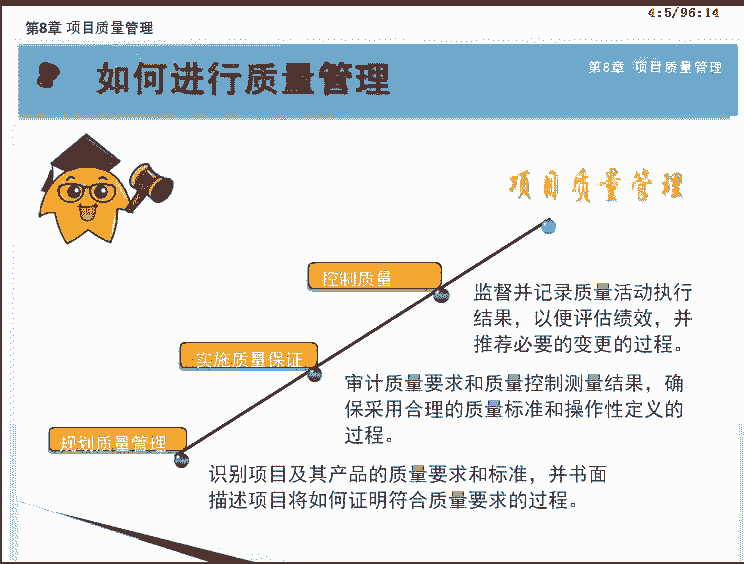 第8章 项目质量管理
4:5/96:14
如何进行质量管理
第8章 项目质量管理
项目质量管理
控制质量
监督并记录质量活动执行
结果，以便评估绩效，并
推荐必要的变更的过程。
实施质量保证
审计质量要求和质量控制测量结果，确
保采用合理的质量标准和操作性定义的
过程。
规划质量管理
识别项目及其产品的质量要求和标准，并书面
描述项目将如何证明符合质量要求的过程。